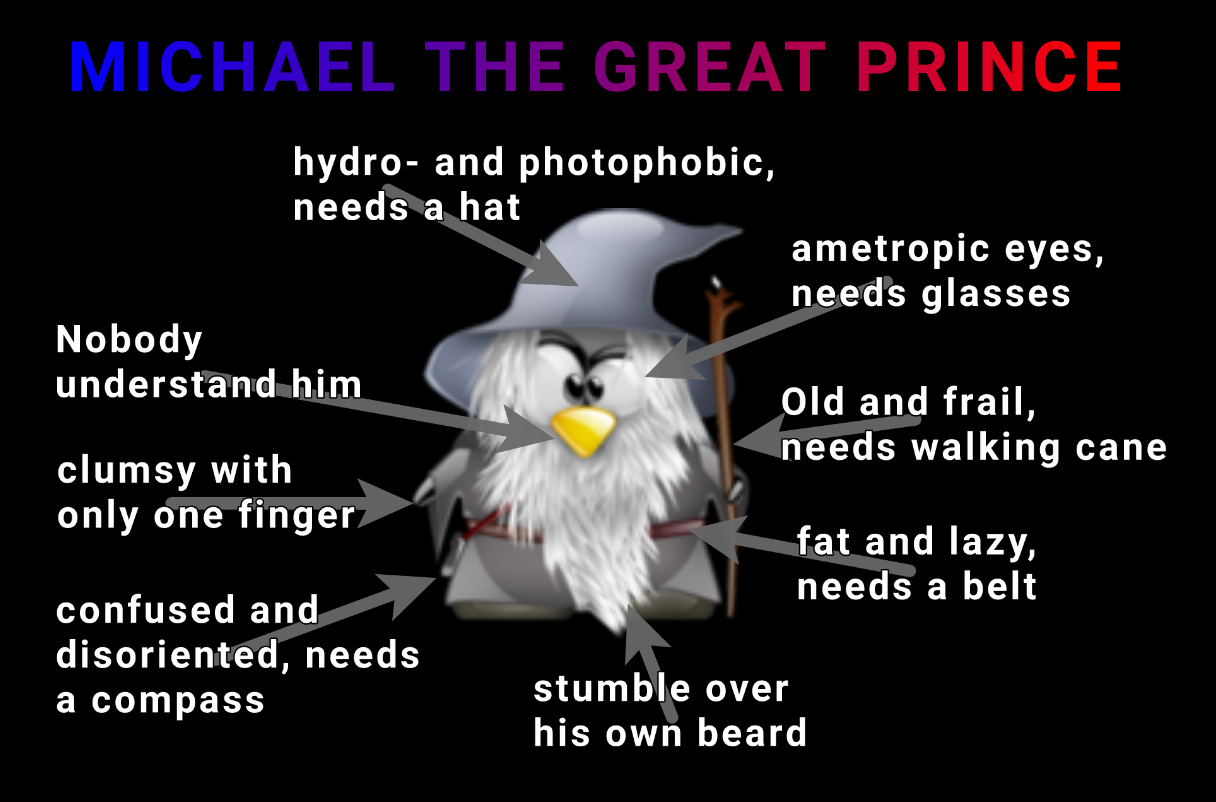 MICHAEL THE GREAT PRINCE
hydro- and photophobic,
needs a hat
ametropic eyes,
needs glasses
Nobody
understand him
Old and frail,
needs walking cane
clumsy with
only one finger
fat and lazy,
needs a belt
confused and
disoriented, needs
a compass
stumble over
his own beard